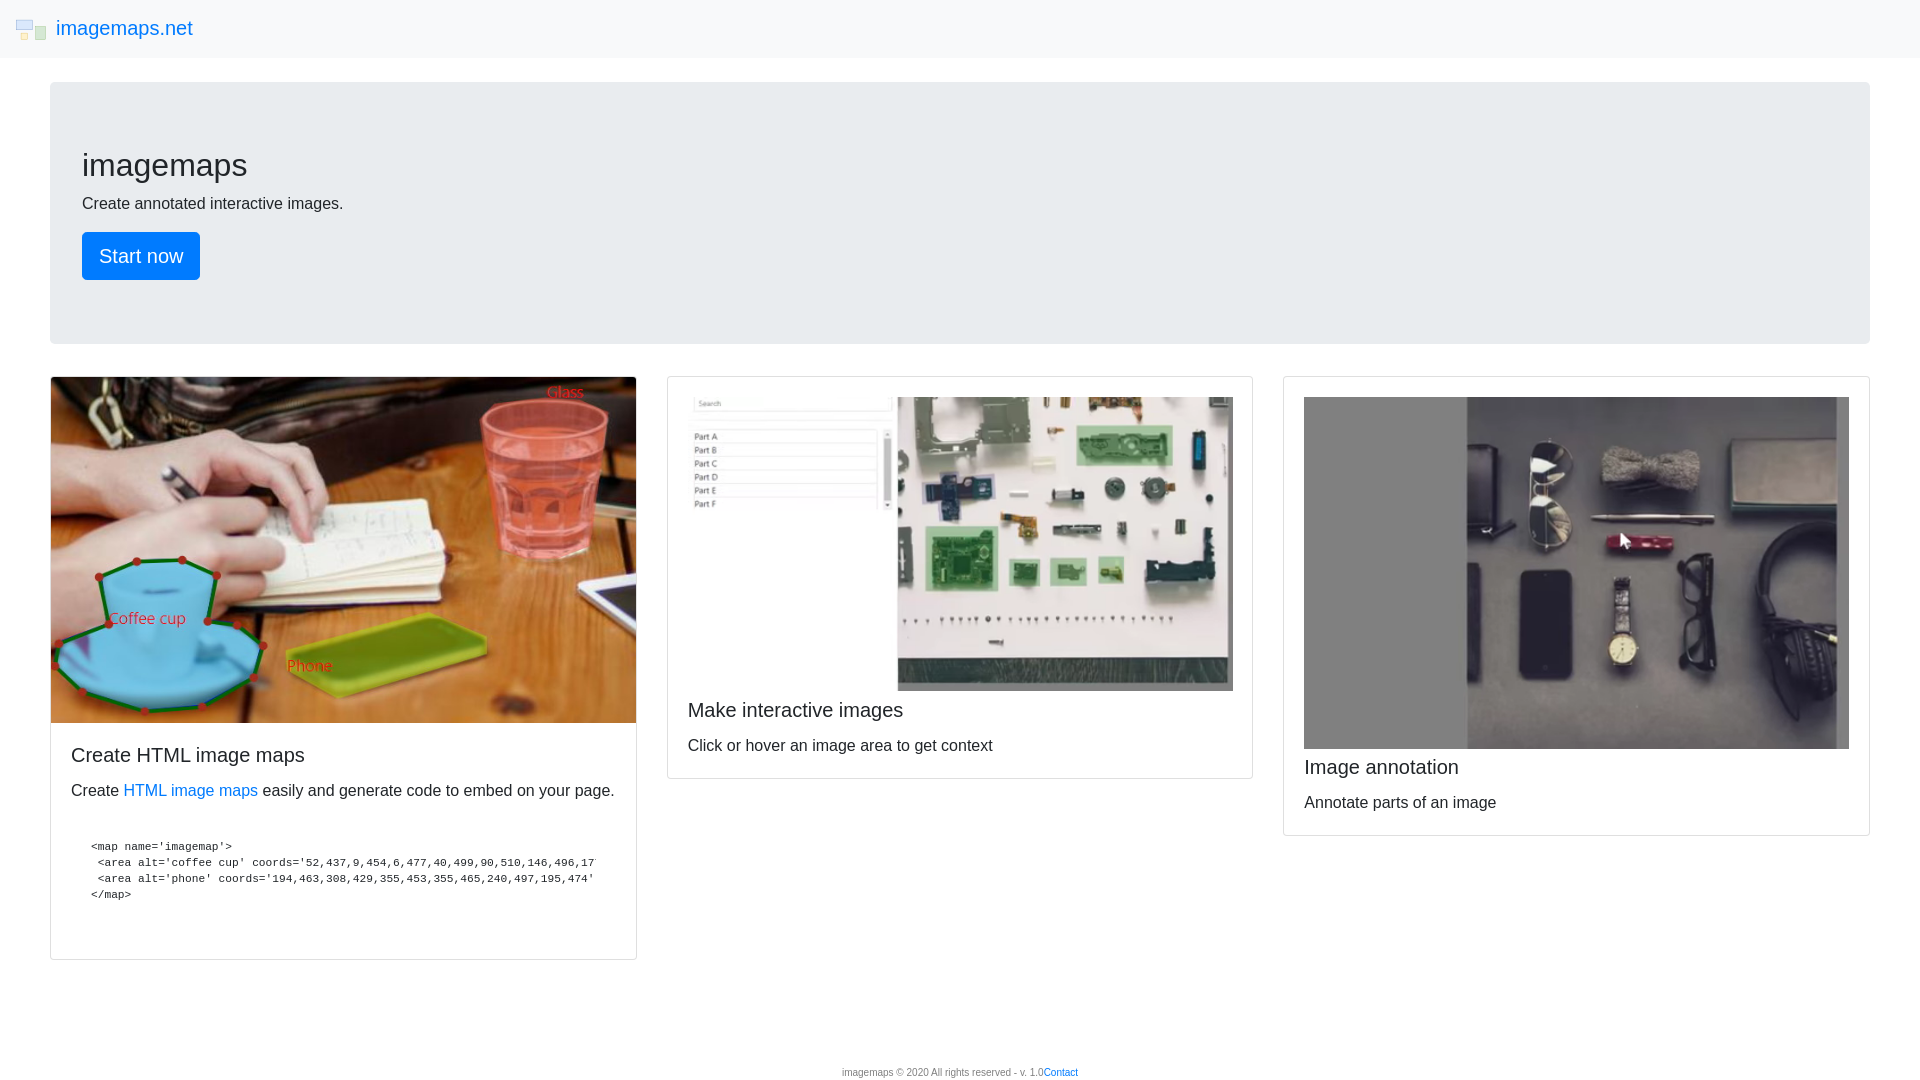 imagemaps.net
imagemaps
Create annotated interactive images.
Start now
Glass
Coffee cup
Phone
Create HTML image maps
Create HTML image maps easily and generate code to embed on your page.
<map name='imagemap'>
<area alt='coffee cup' coords='52,437,9,454,6,477,40,499,90,510,146,496,17
<area alt='phone' coords='194,463,308,429,355,453,355,465,240,497,195,474'
</map>
Search
Part A
Part B
Part C
Part D
Part E
Part F
Make interactive images
Click or hover an image area to get context
Image annotation
Annotate parts of an image
imagemaps © 2020 All rights reserved - v. 1.0Contact